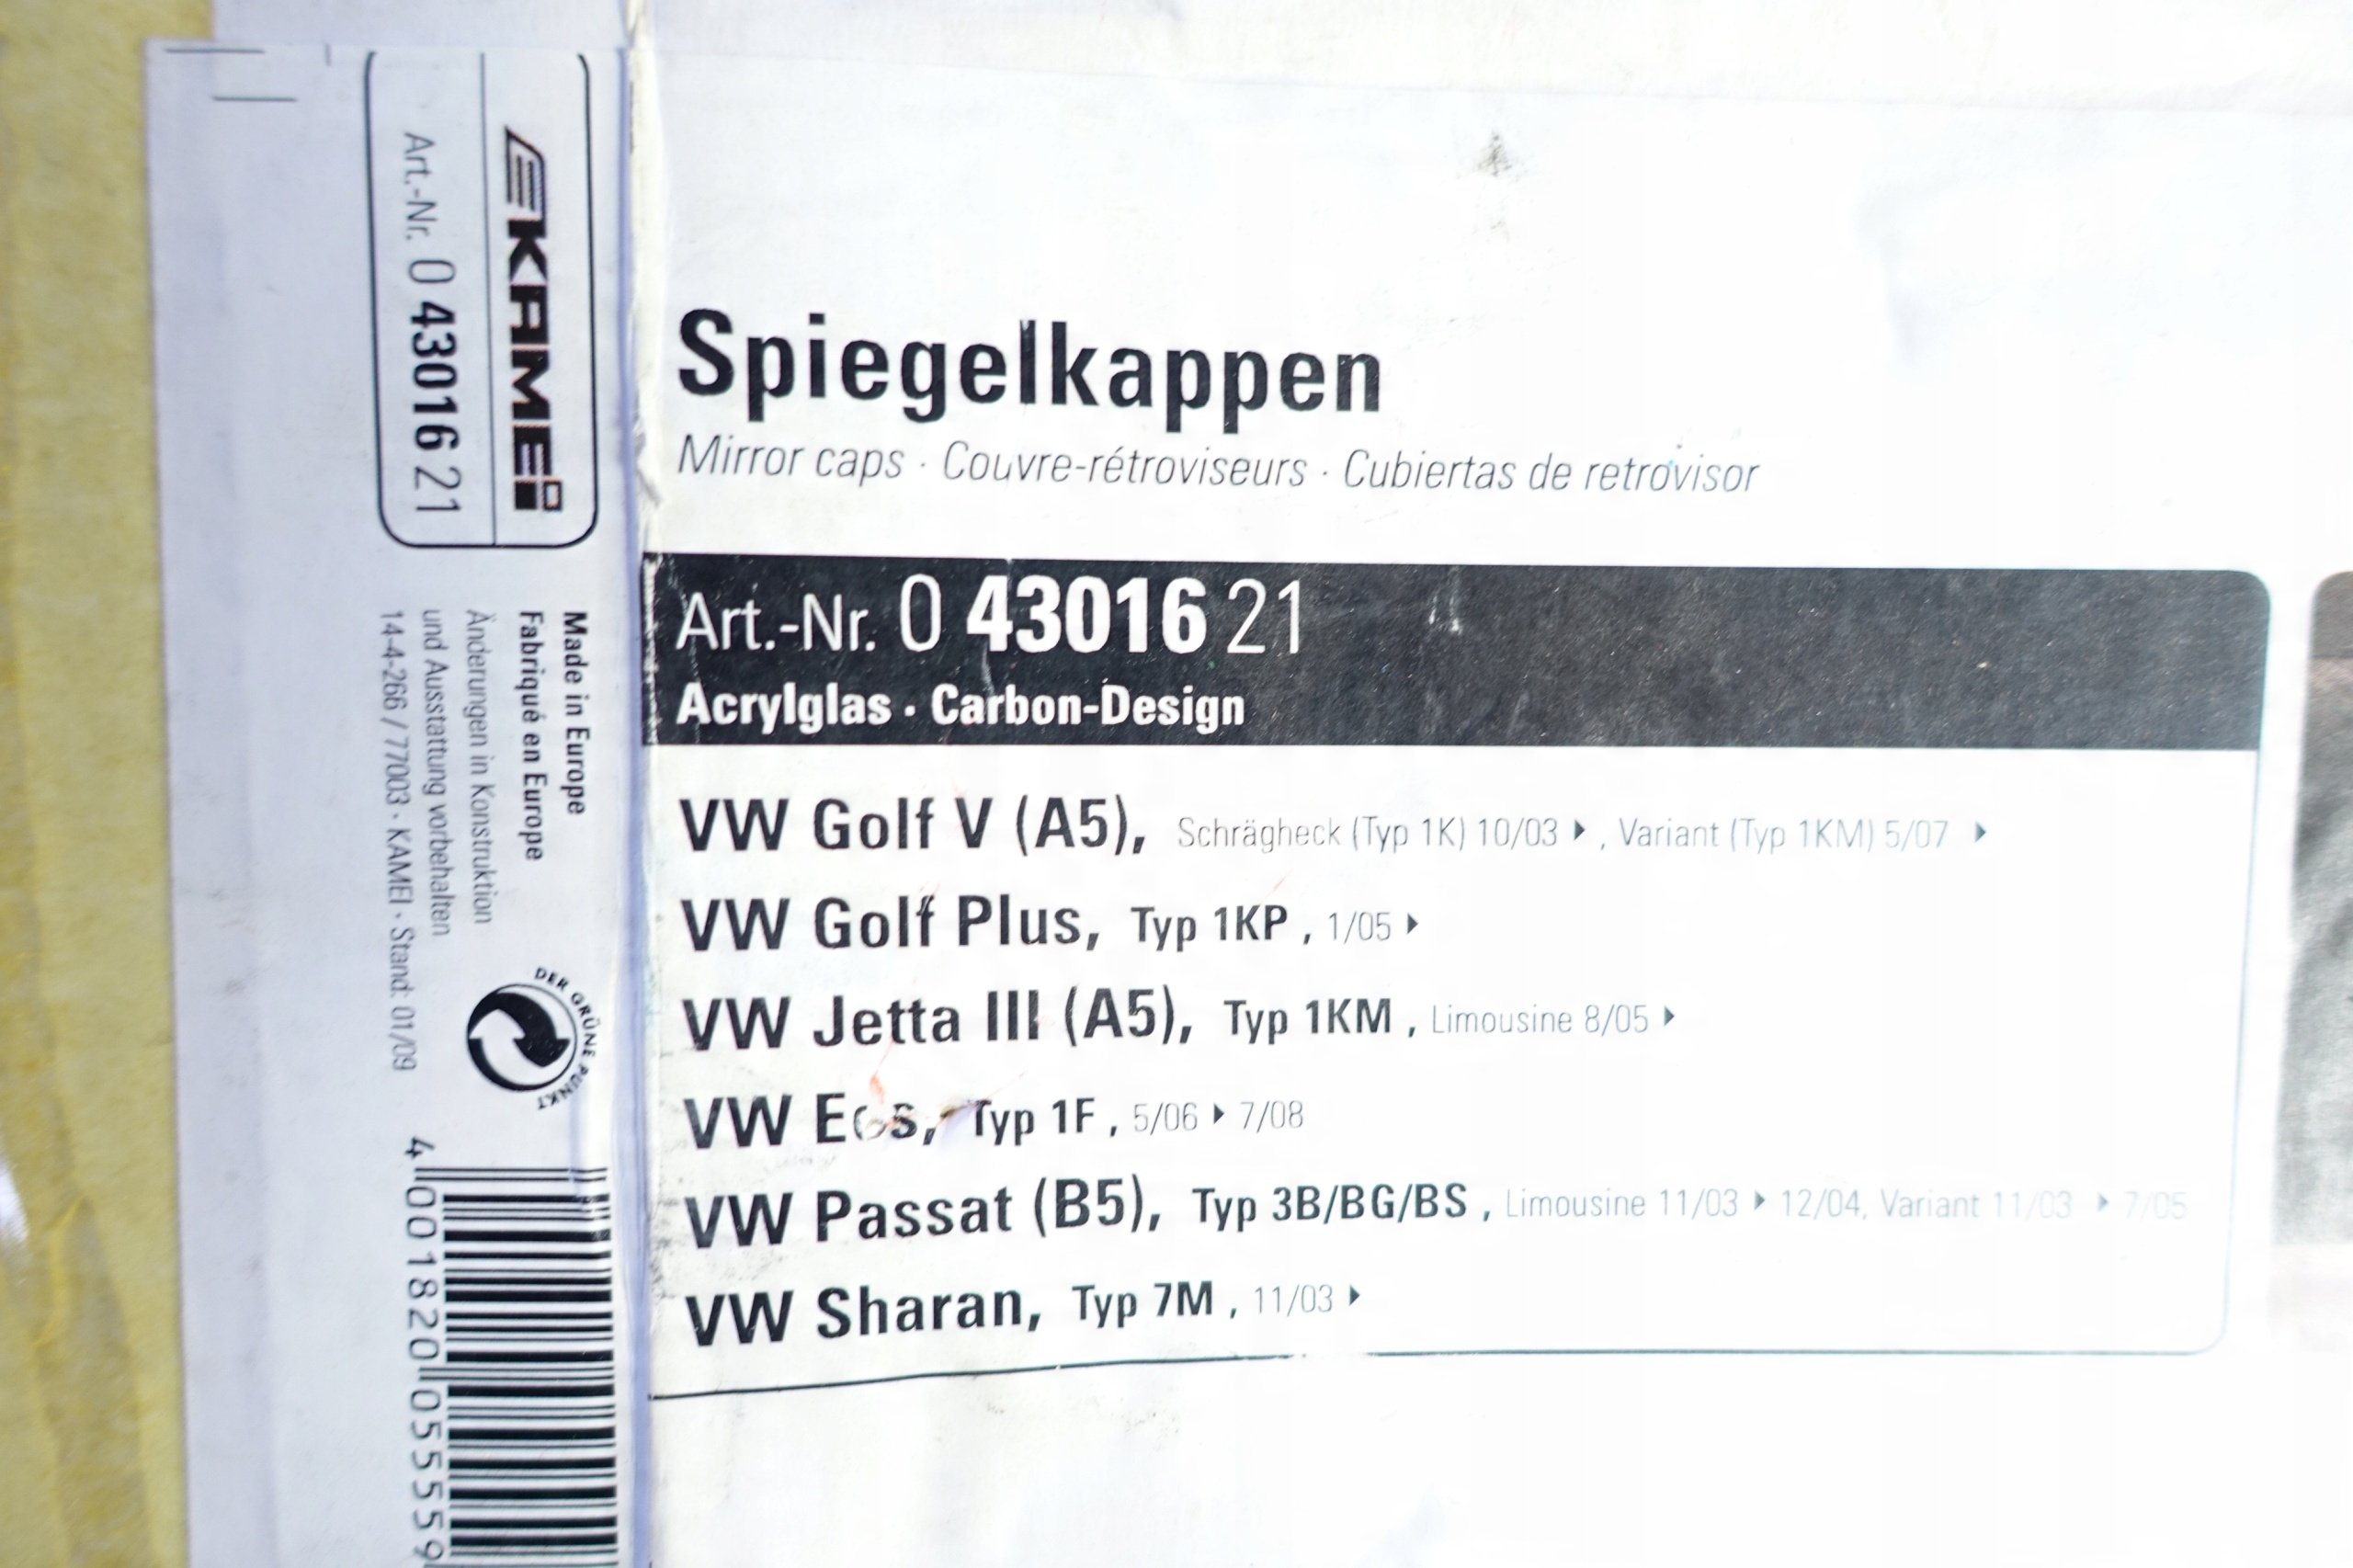 KAMEI
Art.-Nr. 0 43016 21
Made in Europe
Fabriqué en Europe
Änderungen in Konstruktion
und Ausstattung vorbehalten
14-4-266 / 77003 · KAMEI · Stand: 01/09
DER GRÜNE PUNKT
4 001820 055559
Spiegelkappen
Mirror caps · Couvre-rétroviseurs · Cubiertas de retrovisor
Art.-Nr. 0 43016 21
Acrylglas · Carbon-Design
VW Golf V (A5), Schrägheck (Typ 1K) 10/03 ▸, Variant (Typ 1KM) 5/07 ▸
VW Golf Plus, Typ 1KP, 1/05 ▸
VW Jetta III (A5), Typ 1KM, Limousine 8/05 ▸
VW Eos, Typ 1F, 5/06 ▸ 7/08
VW Passat (B5), Typ 3B/BG/BS, Limousine 11/03 ▸ 12/04, Variant 11/03 ▸ 7/05
VW Sharan, Typ 7M, 11/03 ▸